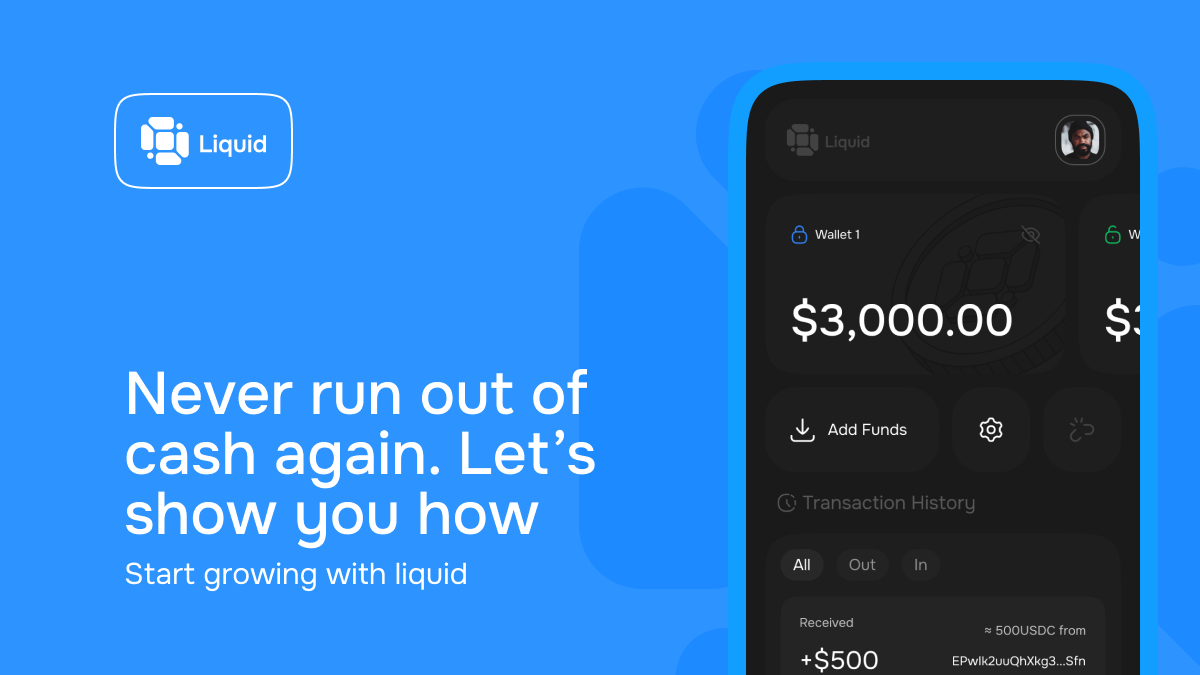 Liquid
Never run out of
cash again. Let’s
show you how
Start growing with liquid
Liquid
Wallet 1
$3,000.00
W
$3
Add Funds
Transaction History
All
Out
In
Received
≈ 500USDC from
+$500
EPwlk2uuQhXkg3...Sfn